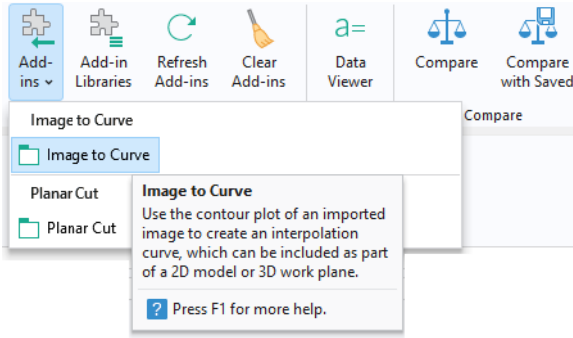 Add-
ins
Add-in
Libraries
Refresh
Add-ins
Clear
Add-ins
a=
Data
Viewer
Compare
Compare
with Saved
Compare
Image to Curve
Image to Curve
Planar Cut
Planar Cut
Image to Curve
Use the contour plot of an imported
image to create an interpolation
curve, which can be included as part
of a 2D model or 3D work plane.
? Press F1 for more help.